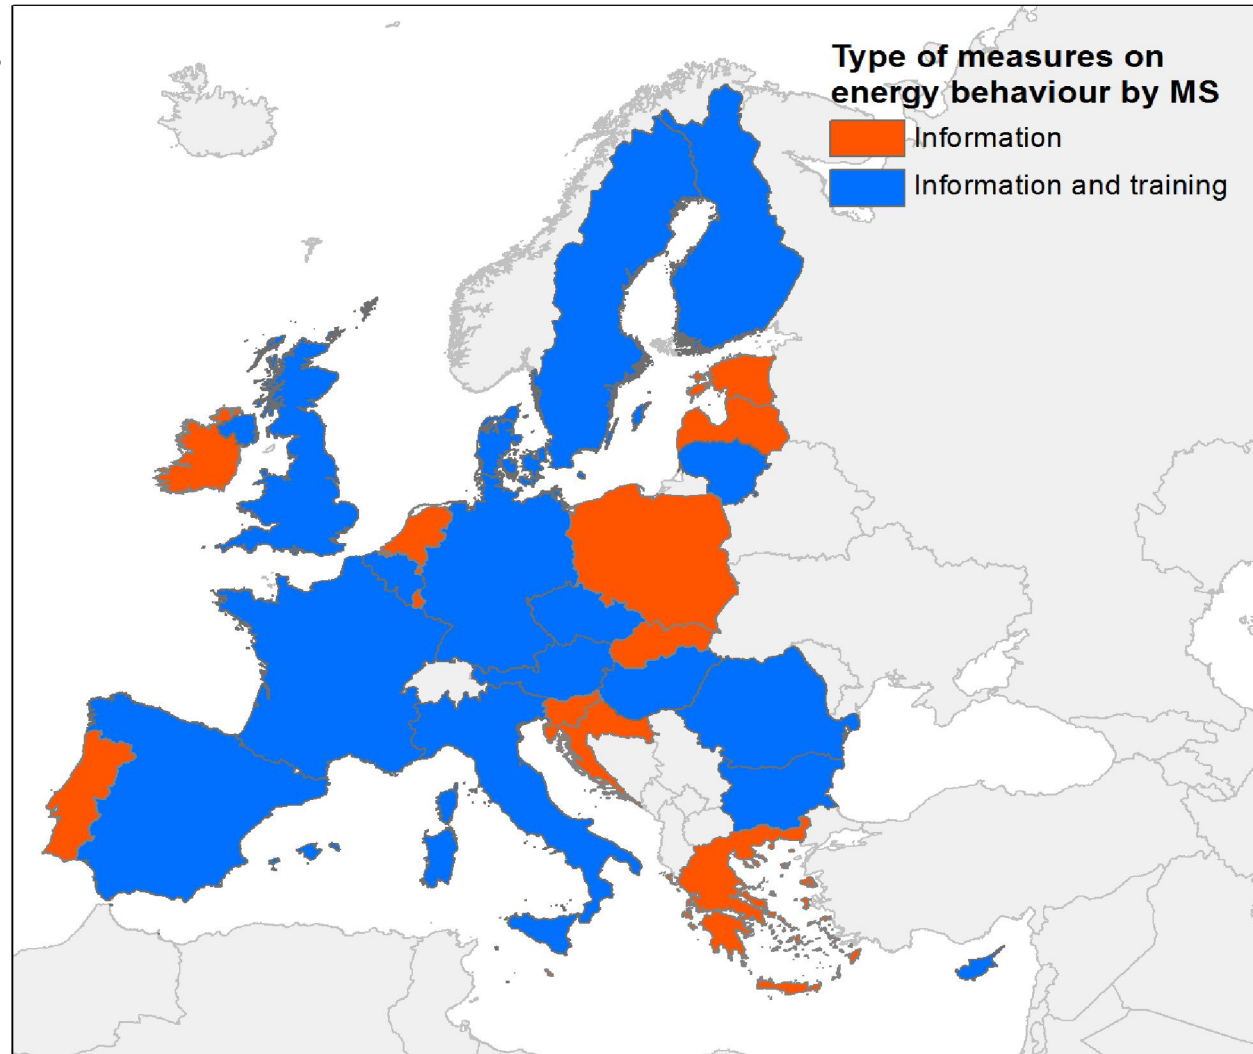 Type of measures on
energy behaviour by MS
Information
Information and training